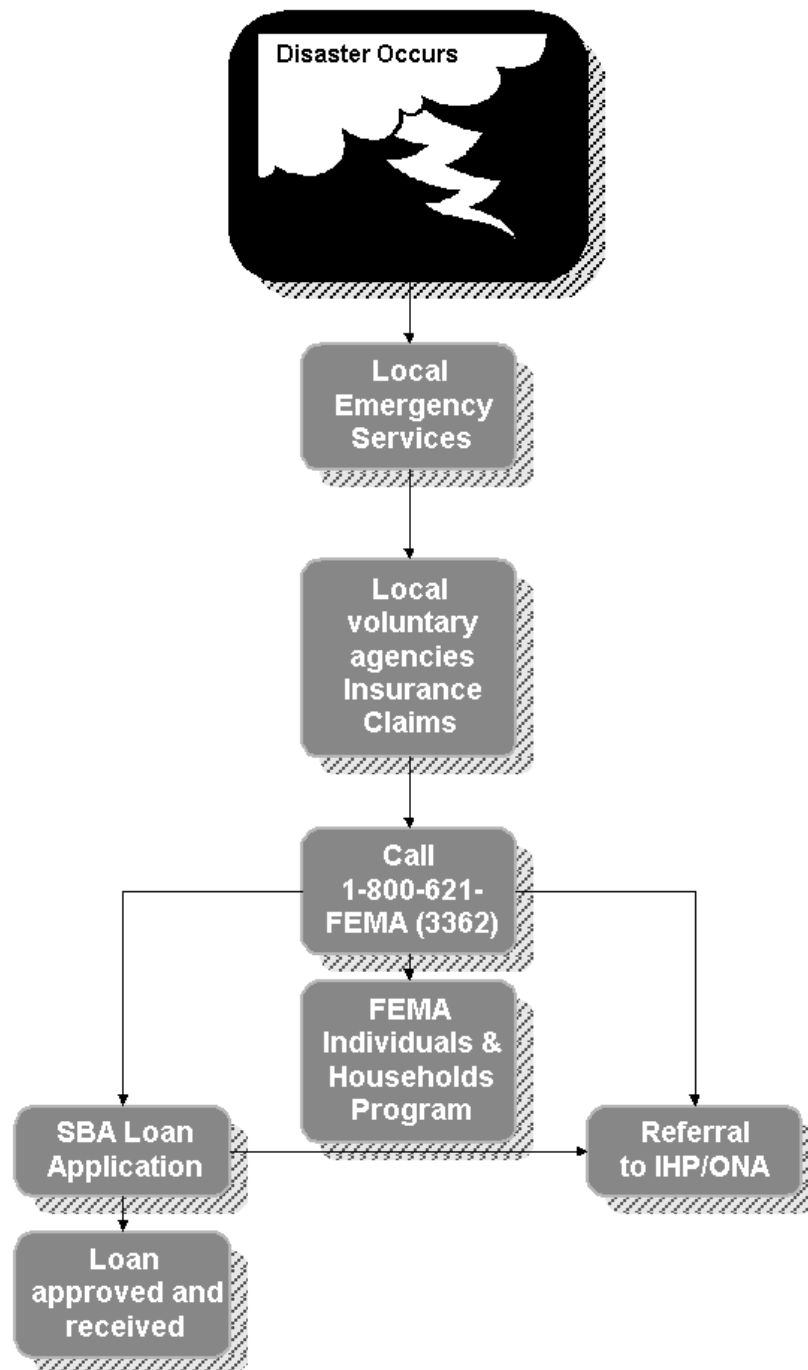 Disaster Occurs
Local
Emergency
Services
Local
voluntary
agencies
Insurance
Claims
Call
1-800-621-
FEMA (3362)
FEMA
Individuals &
Households
Program
SBA Loan
Application
Referral
to IHP/ONA
Loan
approved and
received